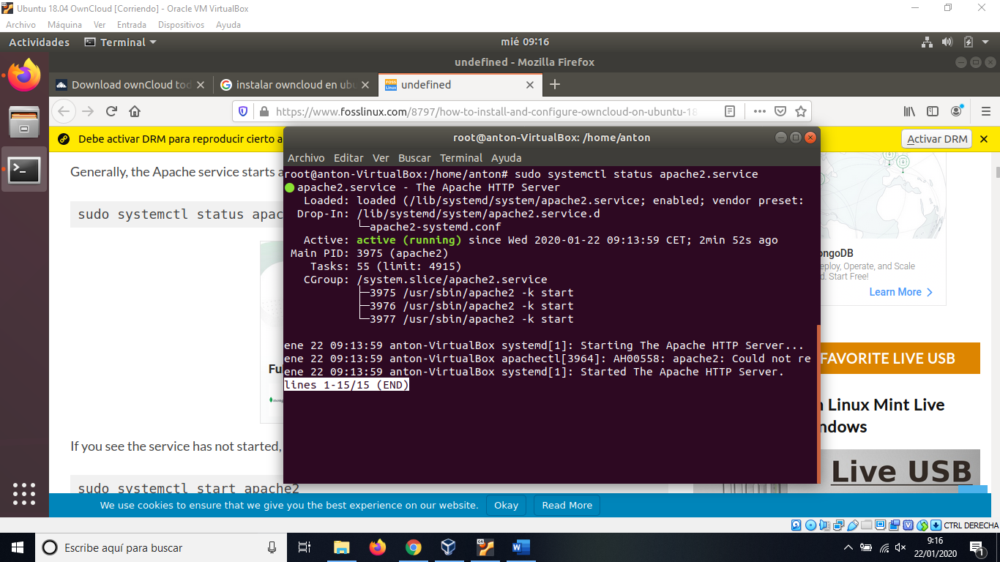 Ubuntu 18.04 OwnCloud [Corriendo] - Oracle VM VirtualBox
Archivo Máquina Ver Entrada Dispositivos Ayuda
Actividades Terminal mié 09:16
undefined - Mozilla Firefox
Download ownCloud tod instalar owncloud en ubu undefined
https://www.fosslinux.com/8797/how-to-install-and-configure-owncloud-on-ubuntu-18
Debe activar DRM para reproducir cierto a Activar DRM
root@anton-VirtualBox: /home/anton
Archivo Editar Ver Buscar Terminal Ayuda
Generally, the Apache service starts a
sudo systemctl status apac
root@anton-VirtualBox:/home/anton# sudo systemctl status apache2.service
apache2.service - The Apache HTTP Server
Loaded: loaded (/lib/systemd/system/apache2.service; enabled; vendor preset:
Drop-In: /lib/systemd/system/apache2.service.d
└─apache2-systemd.conf
Active: active (running) since Wed 2020-01-22 09:13:59 CET; 2min 52s ago
Main PID: 3975 (apache2)
Tasks: 55 (limit: 4915)
CGroup: /system.slice/apache2.service
├─3975 /usr/sbin/apache2 -k start
├─3976 /usr/sbin/apache2 -k start
└─3977 /usr/sbin/apache2 -k start
ene 22 09:13:59 anton-VirtualBox systemd[1]: Starting The Apache HTTP Server...
ene 22 09:13:59 anton-VirtualBox apachectl[3964]: AH00558: apache2: Could not re
ene 22 09:13:59 anton-VirtualBox systemd[1]: Started The Apache HTTP Server.
lines 1-15/15 (END)
ongoDB
eploy, Operate, and Scale
d. Start Free!
Learn More
Fu
FAVORITE LIVE USB
Linux Mint Live
ndows
Live USB
If you see the service has not started,
sudo systemctl start apache2
We use cookies to ensure that we give you the best experience on our website. Okay Read More
CTRL DERECHA
Escribe aquí para buscar
9:16
22/01/2020
1